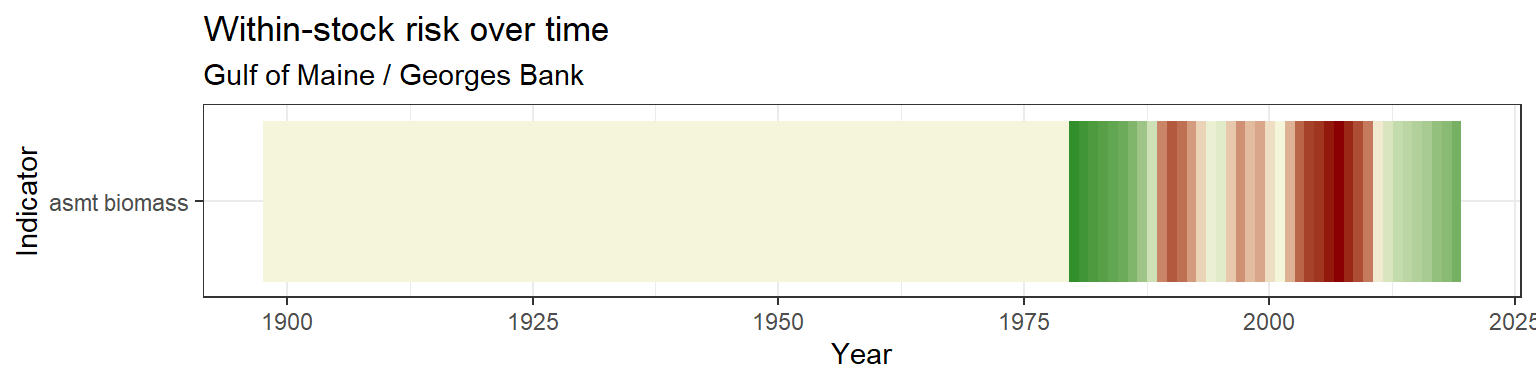 Within-stock risk over time
Gulf of Maine / Georges Bank
Indicator
asmt biomass
1900 1925 1950 1975 2000 2025
Year